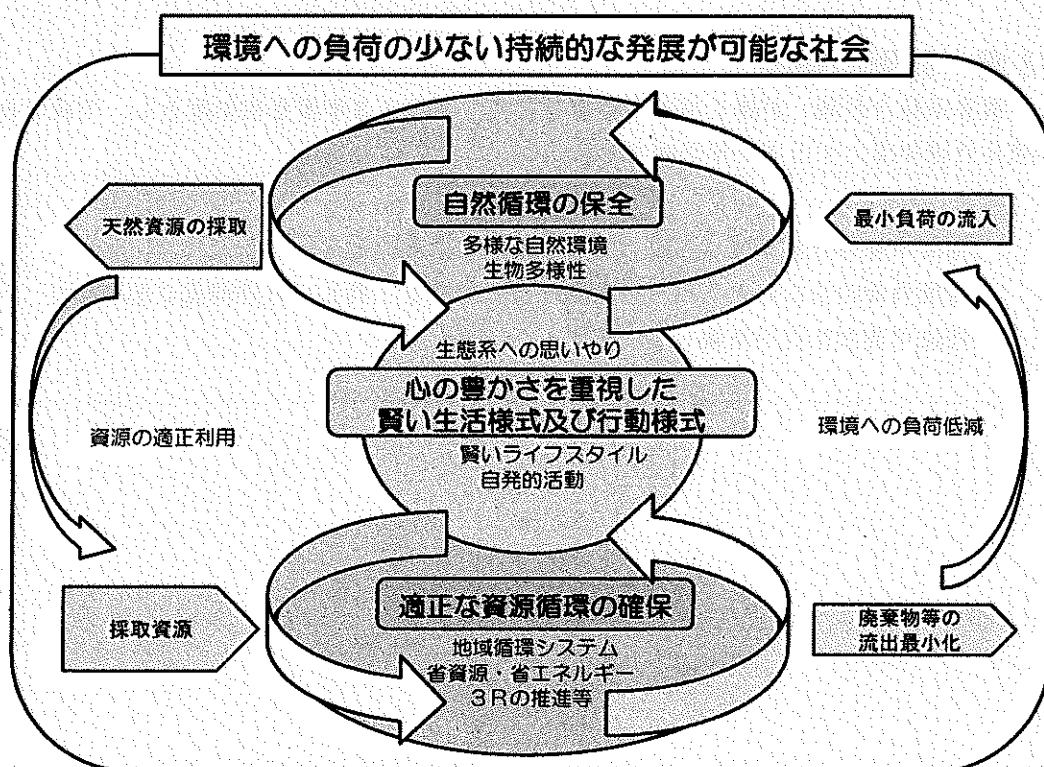 環境への負荷の少ない持続的な発展が可能な社会
自然循環の保全
多様な自然環境
生物多様性
天然資源の採取
最小負荷の流入
生態系への思いやり
心の豊かさを重視した
賢い生活様式及び行動様式
賢いライフスタイル
自発的活動
資源の適正利用
環境への負荷低減
適正な資源循環の確保
地域循環システム
省資源・省エネルギー
3Rの推進等
採取資源
廃棄物等の
流出最小化